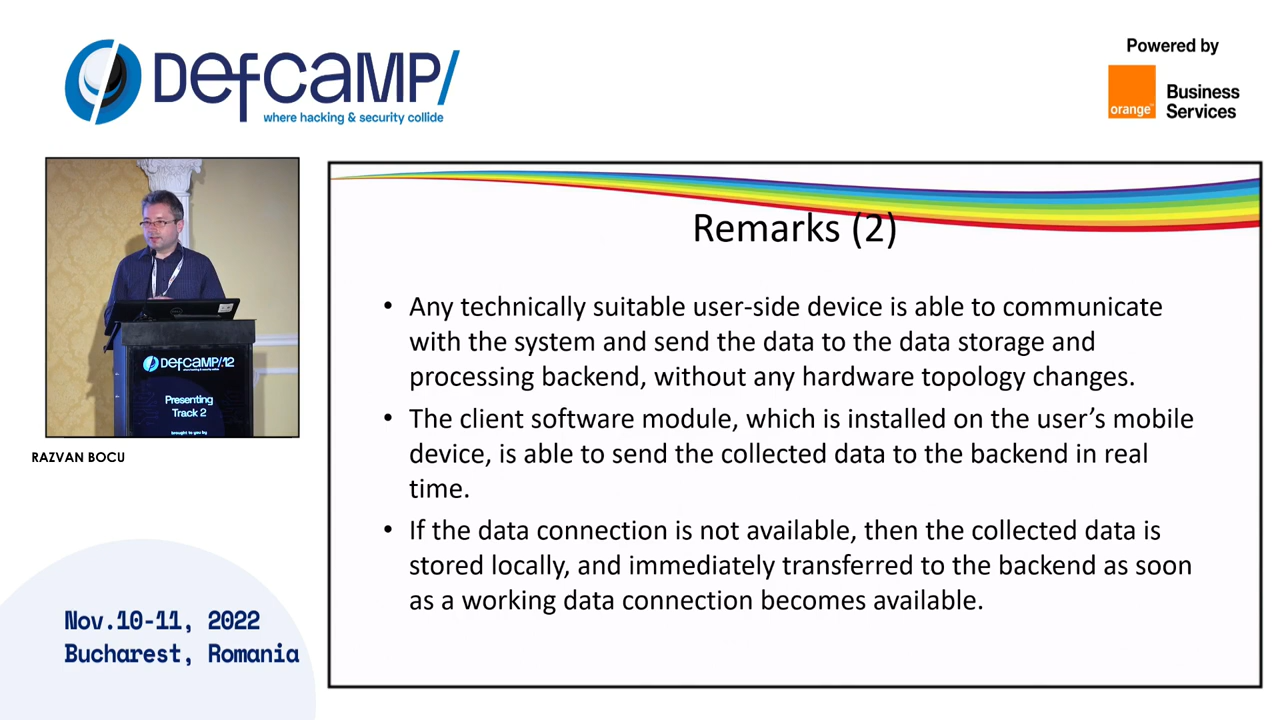 DefCamp/
where hacking & security collide
Powered by
orange
Business
Services
Remarks (2)
• Any technically suitable user-side device is able to communicate
with the system and send the data to the data storage and
processing backend, without any hardware topology changes.
• The client software module, which is installed on the user’s mobile
device, is able to send the collected data to the backend in real
time.
• If the data connection is not available, then the collected data is
stored locally, and immediately transferred to the backend as soon
as a working data connection becomes available.
DefCamp/12
Presenting
Track 2
brought to you by
RAZVAN BOCU
Nov.10-11, 2022
Bucharest, Romania